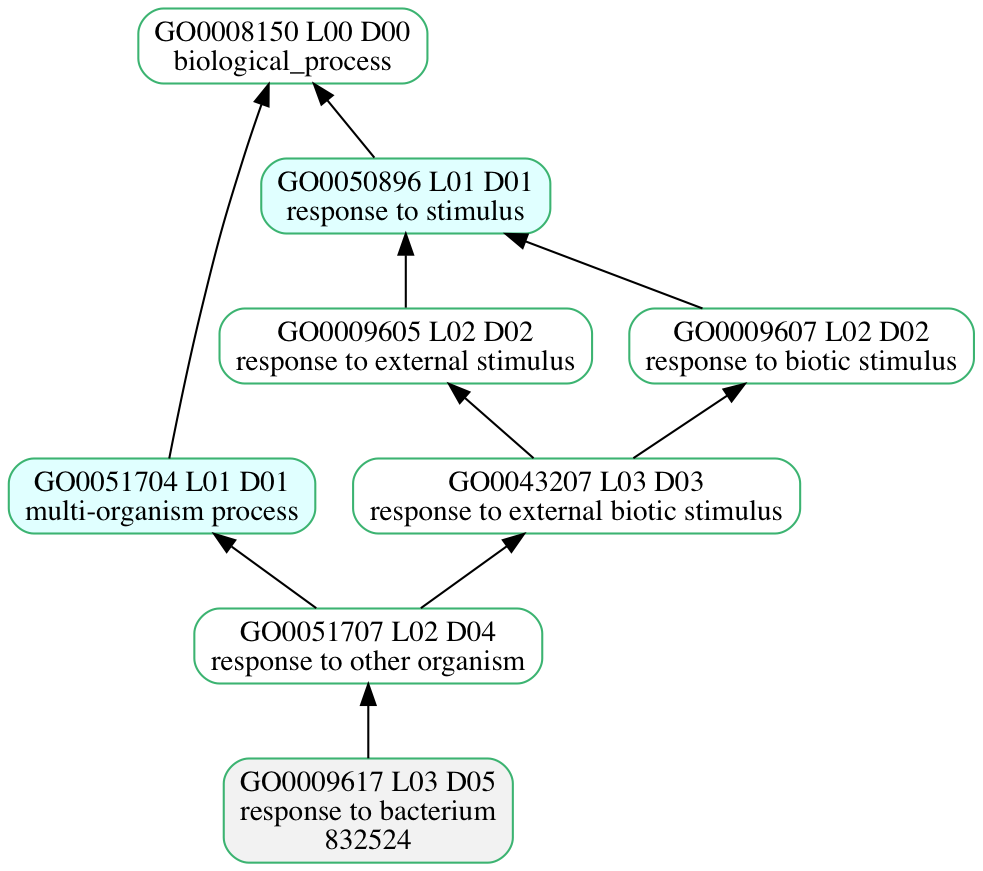 GO0008150 L00 D00
biological_process
GO0050896 L01 D01
response to stimulus
GO0009605 L02 D02
response to external stimulus
GO0009607 L02 D02
response to biotic stimulus
GO0051704 L01 D01
multi-organism process
GO0043207 L03 D03
response to external biotic stimulus
GO0051707 L02 D04
response to other organism
GO0009617 L03 D05
response to bacterium
832524